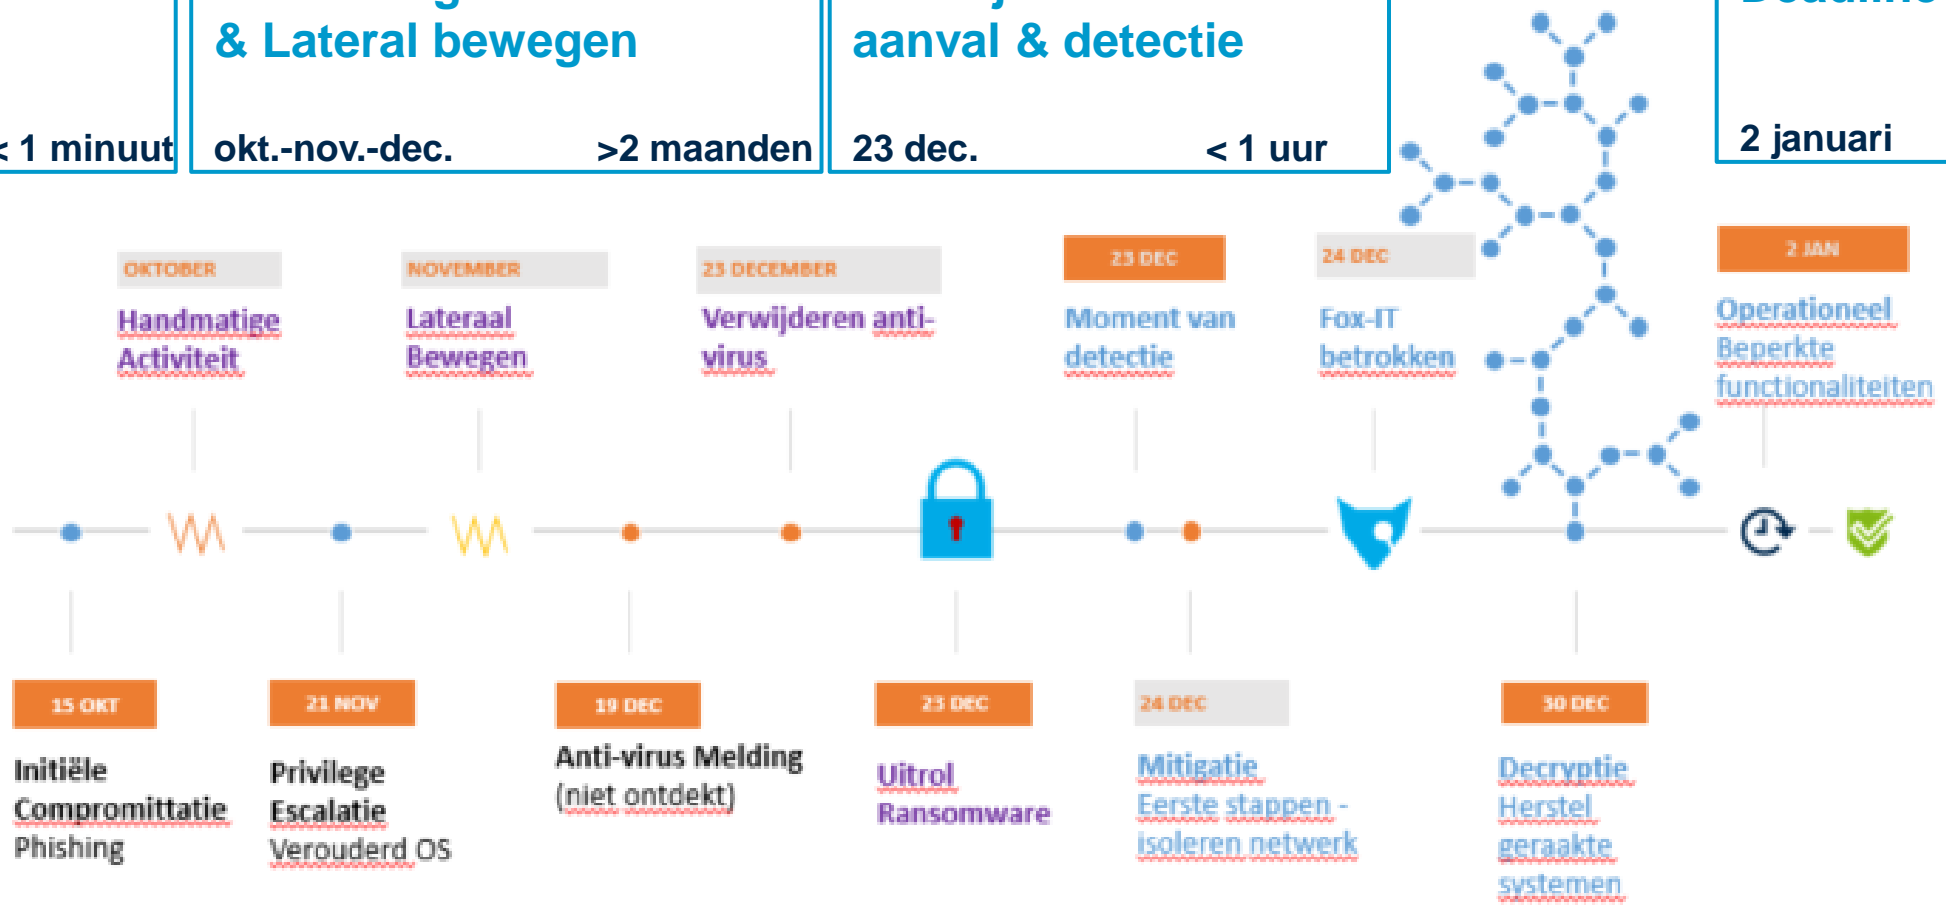 & Lateral bewegen
aanval & detectie
< 1 minuut
okt.-nov.-dec. >2 maanden
23 dec. < 1 uur
2 januari
OKTOBER
Handmatige
Activiteit
NOVEMBER
Lateraal
Bewegen
23 DECEMBER
Verwijderen anti-
virus
23 DEC
Moment van
detectie
24 DEC
Fox-IT
betrokken
2 JAN
Operationeel
Beperkte
functionaliteiten
15 OKT
Initiële
Compromittatie
Phishing
21 NOV
Privilege
Escalatie
Verouderd OS
19 DEC
Anti-virus Melding
(niet ontdekt)
23 DEC
Uitrol
Ransomware
24 DEC
Mitigatie
Eerste stappen -
isoleren netwerk
30 DEC
Decryptie
Herstel
geraakte
systemen